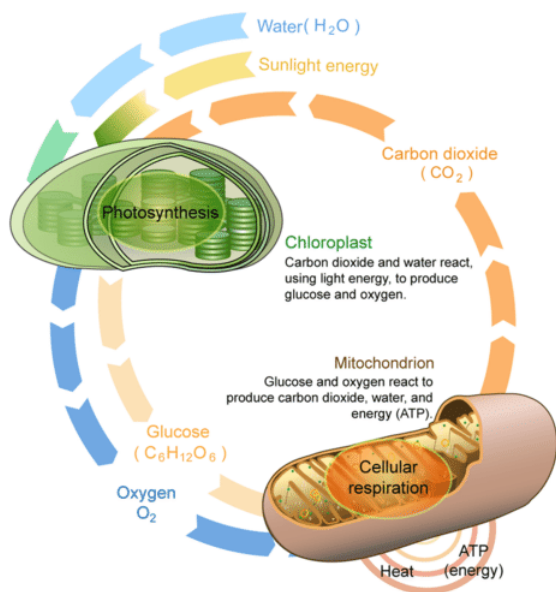 Water(H₂O)
Sunlight energy
Carbon dioxide
(CO₂)
Photosynthesis
Chloroplast
Carbon dioxide and water react,
using light energy, to produce
glucose and oxygen.
Mitochondrion
Glucose and oxygen react to
produce carbon dioxide, water, and
energy (ATP).
Glucose
(C₆H₁₂O₆)
Cellular
respiration
Oxygen
O₂
ATP
(energy)
Heat